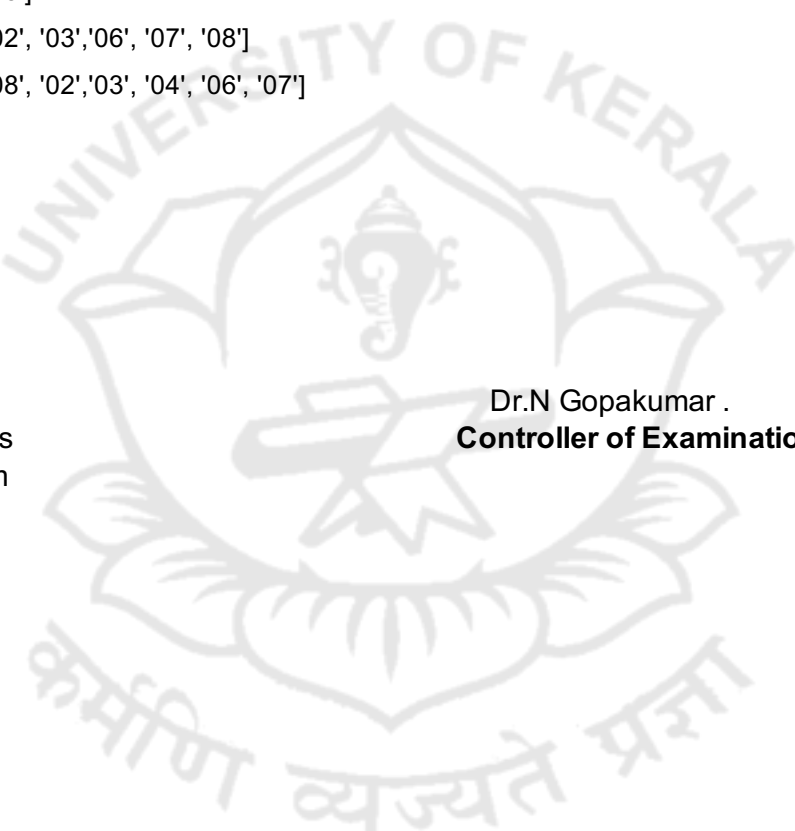 02', '03','06', '07', '08']
08', '02','03', '04', '06', '07']
UNIVERSITY OF KERALA
Dr.N Gopakumar .
s Controller of Examinatio
n
कर्मणि व्यज्यते प्रज्ञा